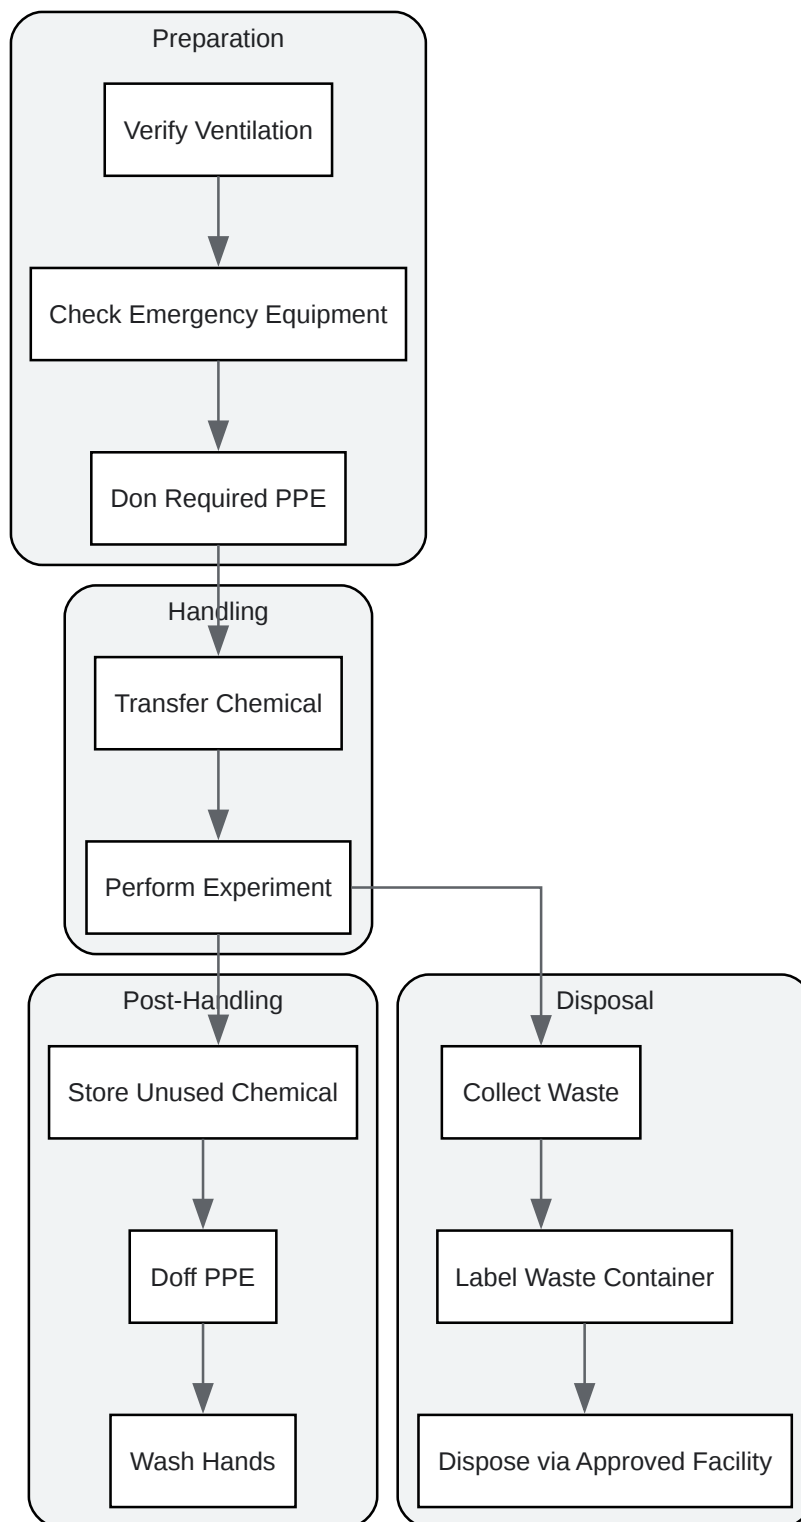 Preparation
Verify Ventilation
Check Emergency Equipment
Don Required PPE
Handling
Transfer Chemical
Perform Experiment
Post-Handling
Store Unused Chemical
Doff PPE
Wash Hands
Disposal
Collect Waste
Label Waste Container
Dispose via Approved Facility